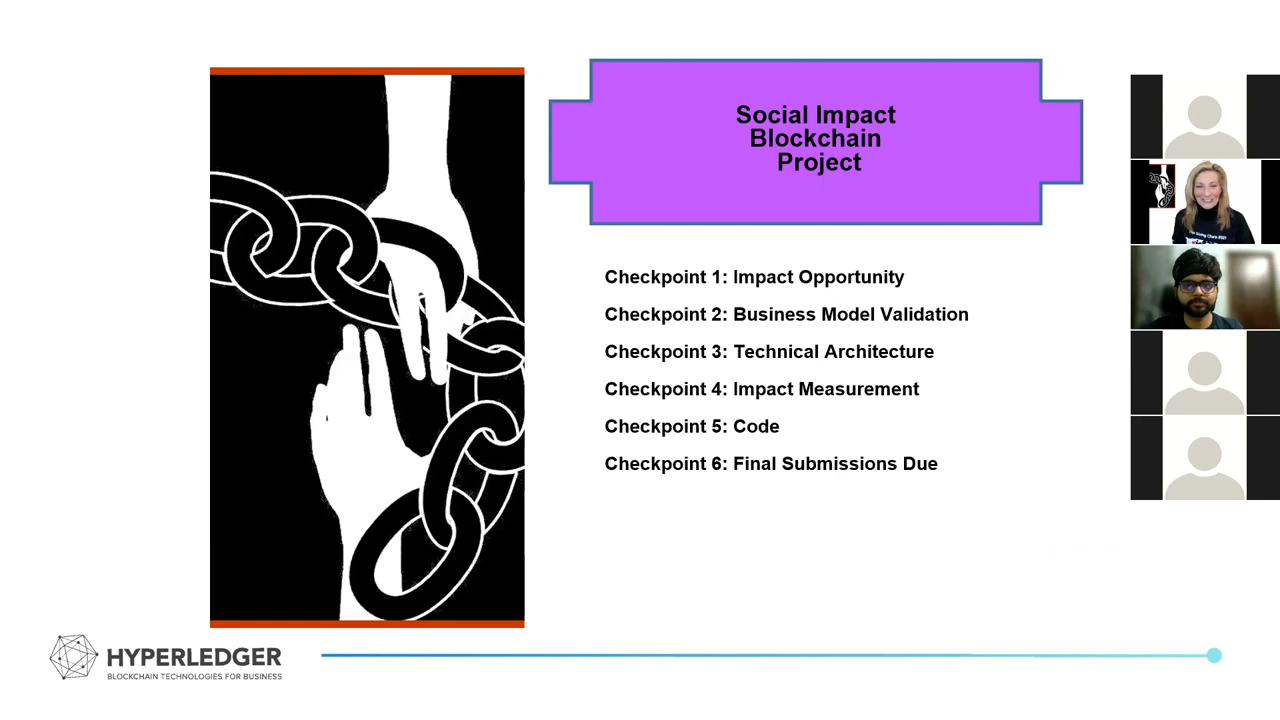 Social Impact
Blockchain
Project
Checkpoint 1: Impact Opportunity
Checkpoint 2: Business Model Validation
Checkpoint 3: Technical Architecture
Checkpoint 4: Impact Measurement
Checkpoint 5: Code
Checkpoint 6: Final Submissions Due
HYPERLEDGER
BLOCKCHAIN TECHNOLOGIES FOR BUSINESS